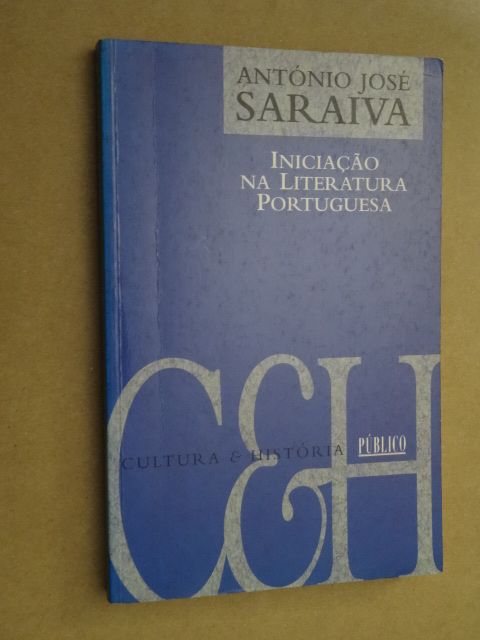 ANTÓNIO JOSÉ
SARAIVA
INICIAÇÃO
NA LITERATURA
PORTUGUESA
C&H
CULTURA & HISTÓRIA
PÚBLICO